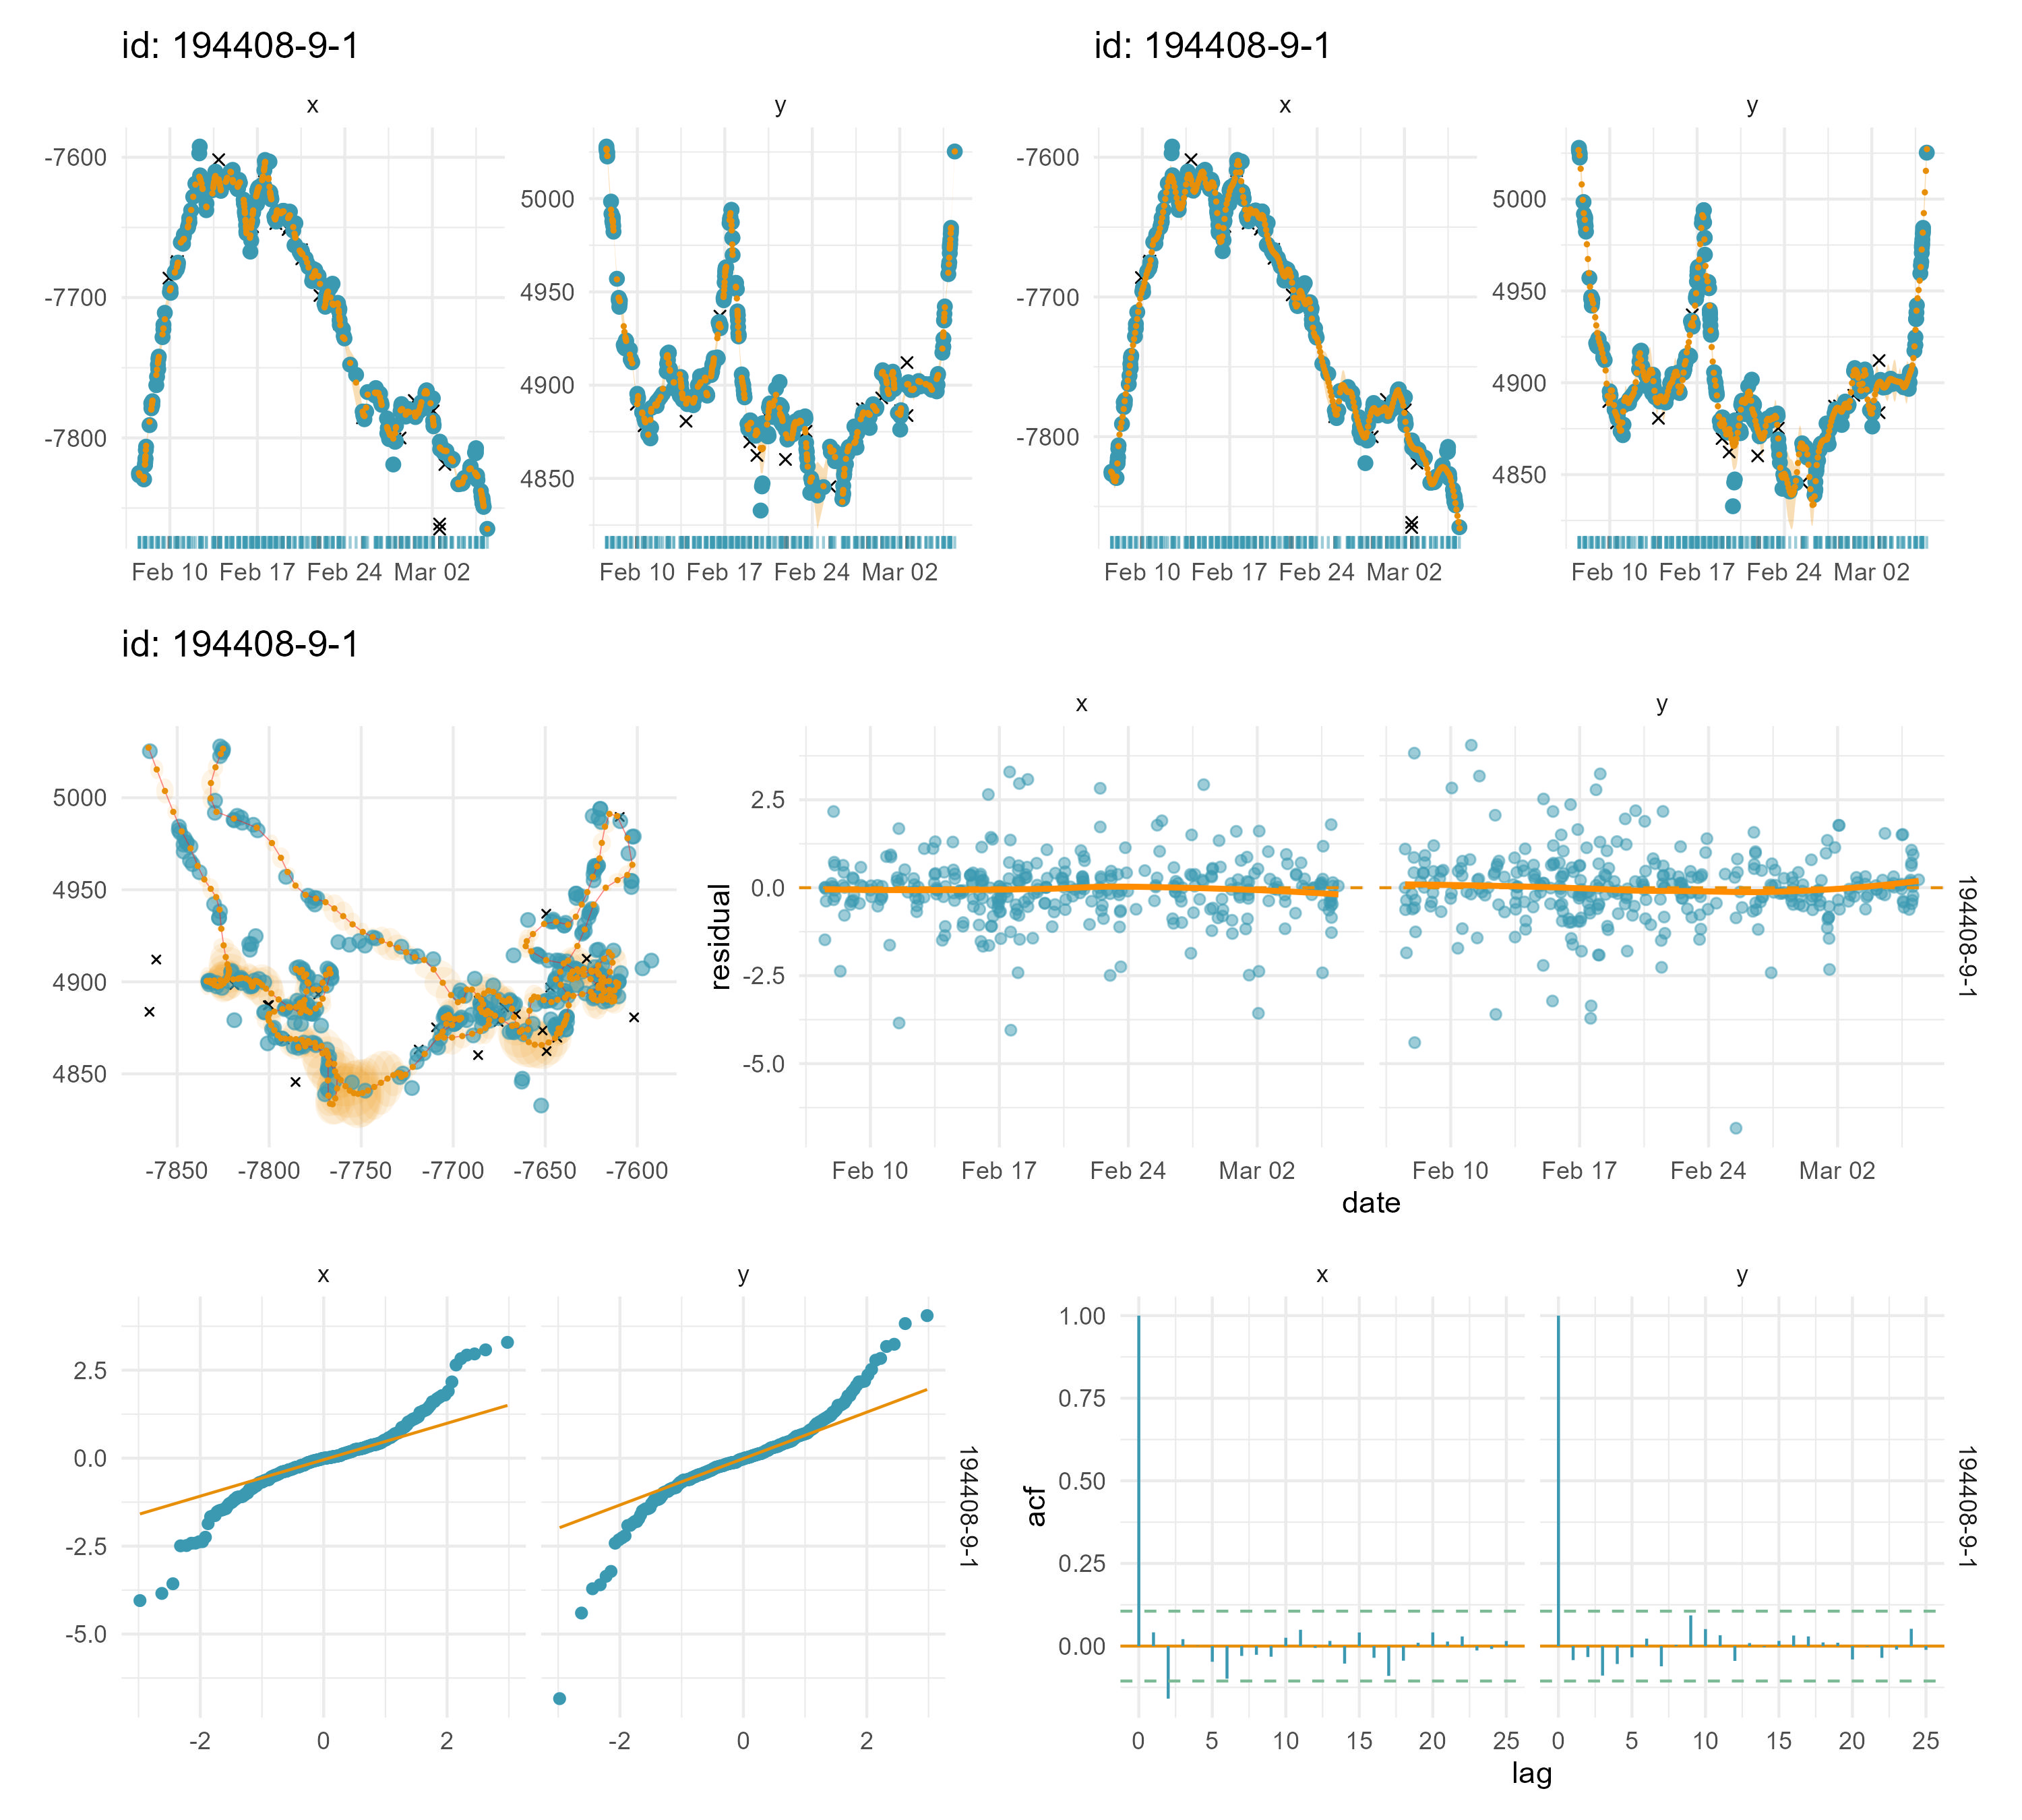 id: 194408-9-1
id: 194408-9-1
x
y
x
y
-7600
-7700
-7800
5000
4950
4900
4850
-7600
-7700
-7800
5000
4950
4900
4850
Feb 10 Feb 17 Feb 24 Mar 02
Feb 10 Feb 17 Feb 24 Mar 02
Feb 10 Feb 17 Feb 24 Mar 02
Feb 10 Feb 17 Feb 24 Mar 02
id: 194408-9-1
5000
4950
4900
4850
-7850 -7800 -7750 -7700 -7650 -7600
x
y
residual
2.5
0.0
-2.5
-5.0
194408-9-1
Feb 10 Feb 17 Feb 24 Mar 02
Feb 10 Feb 17 Feb 24 Mar 02
date
x
y
2.5
0.0
-2.5
-5.0
194408-9-1
-2 0 2
-2 0 2
x
y
acf
1.00
0.75
0.50
0.25
0.00
194408-9-1
0 5 10 15 20 25
0 5 10 15 20 25
lag